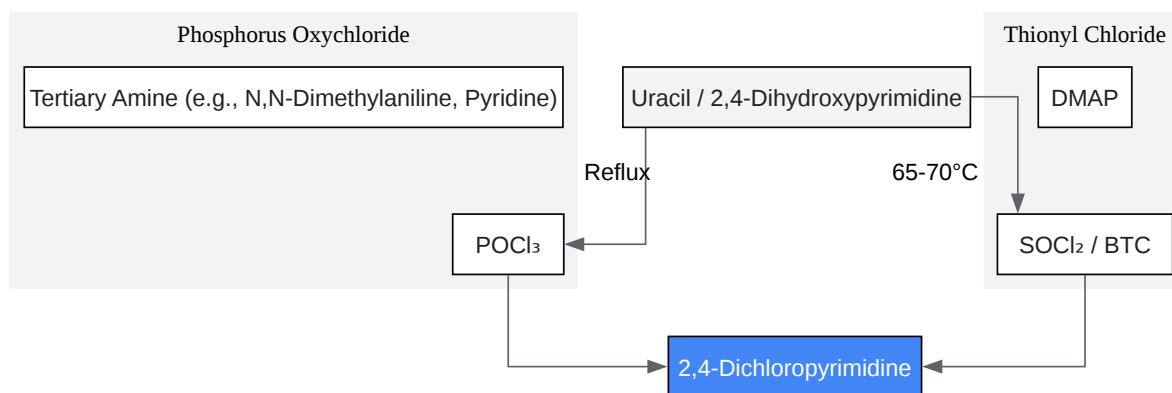 Phosphorus Oxychloride
Thionyl Chloride
Tertiary Amine (e.g., N,N-Dimethylaniline, Pyridine)
Uracil / 2,4-Dihydroxypyrimidine
DMAP
Reflux
65-70°C
POCl₃
SOCl₂ / BTC
2,4-Dichloropyrimidine